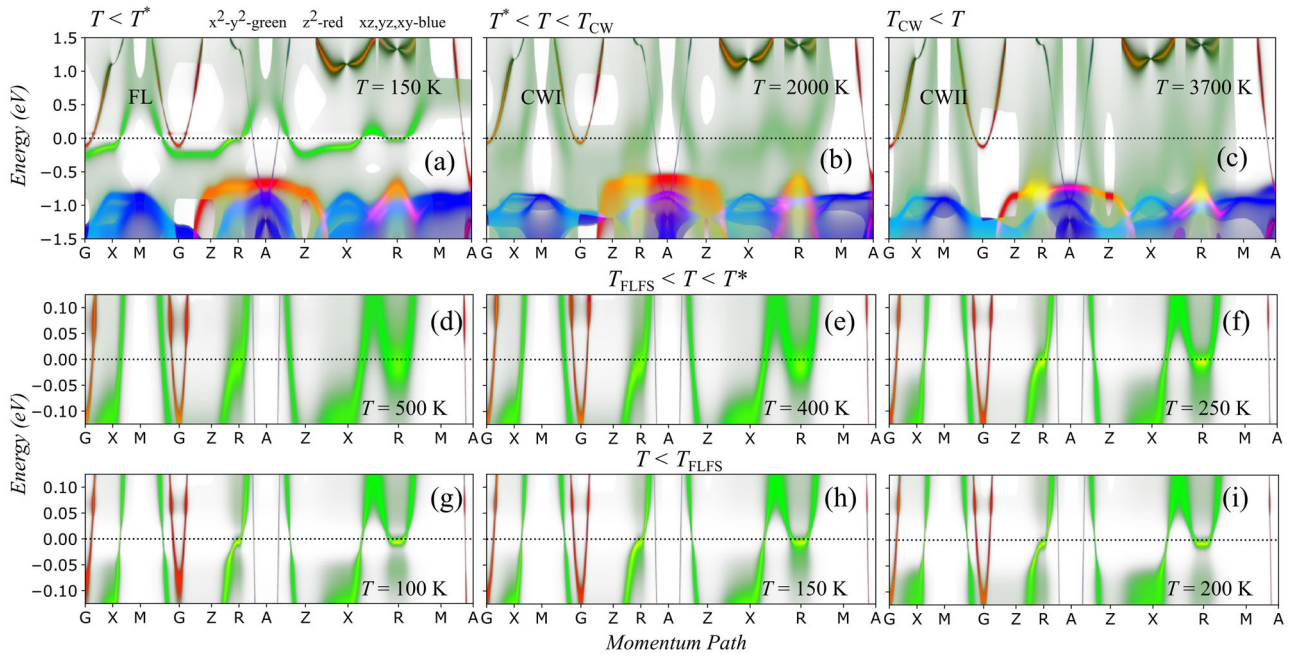 T < T* x²-y²-green z²-red xz,yz,xy-blue T* < T < T_CW T_CW < T
1.5
1.0
0.5
0.0
−0.5
−1.0
−1.5
Energy (eV)
FL T = 150 K (a)
CWI T = 2000 K (b)
CWII T = 3700 K (c)
G X M G Z R A Z X R M A
G X M G Z R A Z X R M A
G X M G Z R A Z X R M A
T_FLFS < T < T*
0.10
0.05
0.00
−0.05
−0.10
Energy (eV)
(d) T = 500 K
(e) T = 400 K
(f) T = 250 K
G X M G Z R A Z X R M A
G X M G Z R A Z X R M A
G X M G Z R A Z X R M A
T < T_FLFS
0.10
0.05
0.00
−0.05
−0.10
(g) T = 100 K
(h) T = 150 K
(i) T = 200 K
G X M G Z R A Z X R M A
G X M G Z R A Z X R M A
G X M G Z R A Z X R M A
Momentum Path